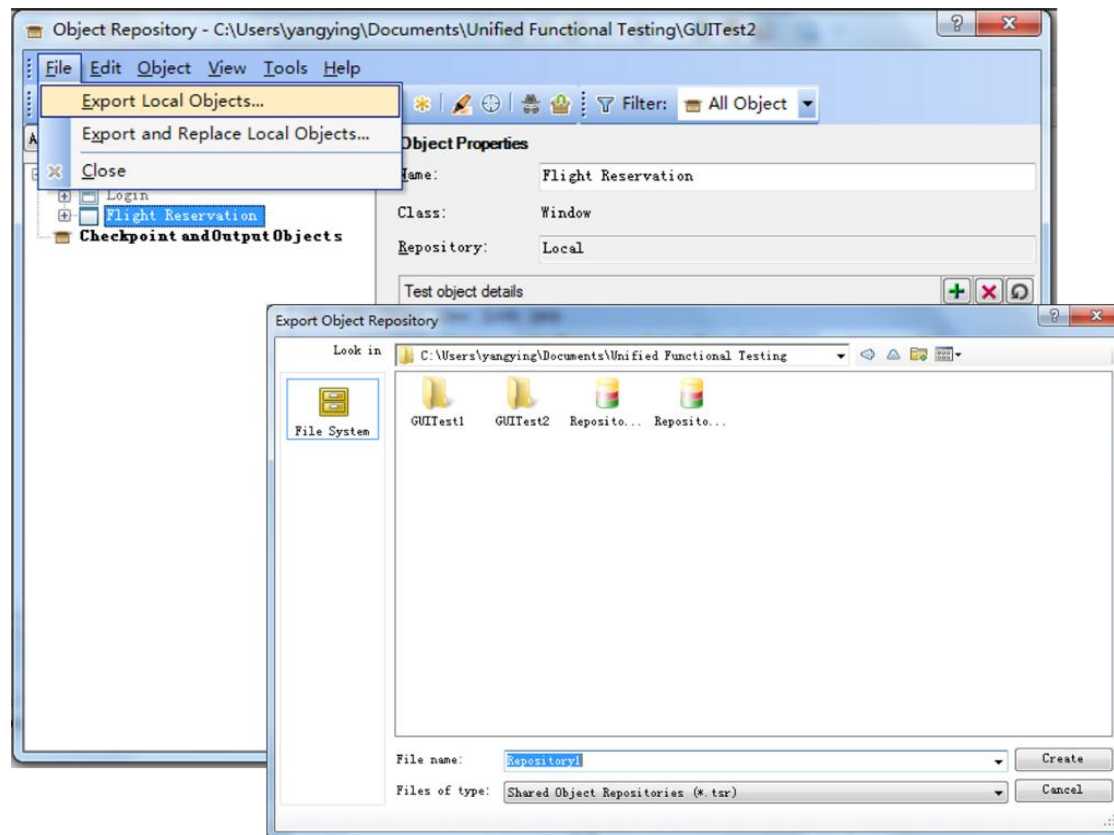 Object Repository - C:\Users\yangying\Documents\Unified Functional Testing\GUITest2
File Edit Object View Tools Help
Export Local Objects...
Filter: All Object
Export and Replace Local Objects...
Object Properties
Close
Name: Flight Reservation
Login
Flight Reservation
Class: Window
Checkpoint and Output Objects
Repository: Local
Test object details
Export Object Repository
Look in C:\Users\yangying\Documents\Unified Functional Testing
File System
GUITest1 GUITest2 Reposito... Reposito...
File name: Repository1 Create
Files of type: Shared Object Repositories (*.tsr) Cancel